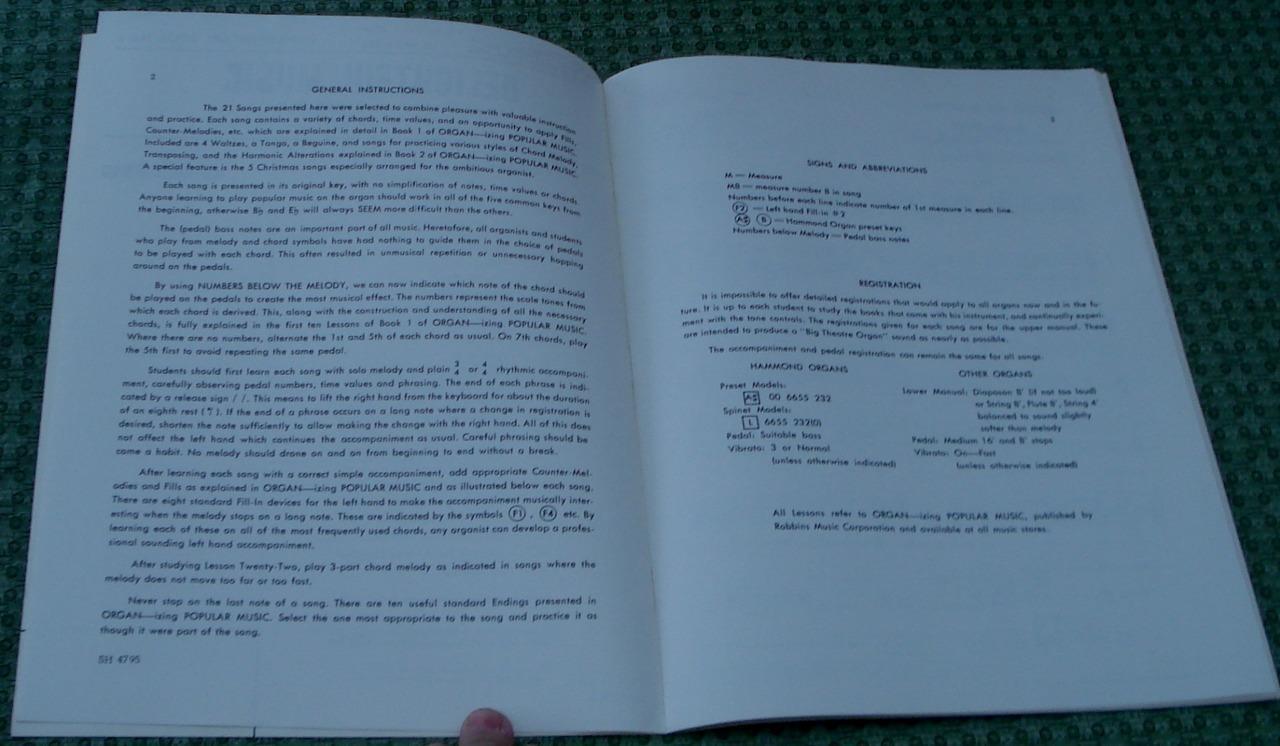 2
GENERAL INSTRUCTIONS
The 21 Songs presented here were selected to combine pleasure with valuable instruction
and practice. Each song contains a variety of chords, time values, and an opportunity to apply Fills,
Counter-Melodies, etc. which are explained in detail in Book 1 of ORGAN—izing POPULAR MUSIC.
Included are 4 Waltzes, a Tango, a Beguine, and songs for practicing various styles of Chord Melody,
Transposing, and the Harmonic Alterations explained in Book 2 of ORGAN—izing POPULAR MUSIC.
A special feature is the 5 Christmas songs especially arranged for the ambitious organist.
Each song is presented in its original key, with no simplification of notes, time values or chords.
Anyone learning to play popular music on the organ should work in all of the five common keys from
the beginning, otherwise B♭ and E♭ will always SEEM more difficult than the others.
The (pedal) bass notes are an important part of all music. Heretofore, all organists and students
who play from melody and chord symbols have had nothing to guide them in the choice of pedals
to be played with each chord. This often resulted in unmusical repetition or unnecessary hopping
around on the pedals.
By using NUMBERS BELOW THE MELODY, we can now indicate which note of the chord should
be played on the pedals to create the most musical effect. The numbers represent the scale tones from
which each chord is derived. This, along with the construction and understanding of all the necessary
chords, is fully explained in the first ten Lessons of Book 1 of ORGAN—izing POPULAR MUSIC.
Where there are no numbers, alternate the 1st and 5th of each chord as usual. On 7th chords, play
the 5th first to avoid repeating the same pedal.
Students should first learn each song with solo melody and plain 3/4 or 4/4 rhythmic accompani-
ment, carefully observing pedal numbers, time values and phrasing. The end of each phrase is indi-
cated by a release sign / /. This means to lift the right hand from the keyboard for about the duration
of an eighth rest (𝄾). If the end of a phrase occurs on a long note where a change in registration is
desired, shorten the note sufficiently to allow making the change with the right hand. All of this does
not affect the left hand which continues the accompaniment as usual. Careful phrasing should be
come a habit. No melody should drone on and on from beginning to end without a break.
After learning each song with a correct simple accompaniment, add appropriate Counter-Mel-
odies and Fills as explained in ORGAN—izing POPULAR MUSIC and as illustrated below each song.
There are eight standard Fill-In devices for the left hand to make the accompaniment musically inter-
esting when the melody stops on a long note. These are indicated by the symbols F1 , F4 etc. By
learning each of these on all of the most frequently used chords, any organist can develop a profes-
sional sounding left hand accompaniment.
After studying Lesson Twenty-Two, play 3-part chord melody as indicated in songs where the
melody does not move too far or too fast.
Never stop on the last note of a song. There are ten useful standard Endings presented in
ORGAN—izing POPULAR MUSIC. Select the one most appropriate to the song and practice it as
though it were part of the song.
SH 4795
3
SIGNS AND ABBREVIATIONS
M — Measure
M8 — measure number 8 in song
Numbers before each line indicate number of 1st measure in each line.
F2 — Left hand Fill-in #2
A♯ B — Hammond Organ preset keys
Numbers below Melody — Pedal bass notes
REGISTRATION
It is impossible to offer detailed registrations that would apply to all organs now and in the fu-
ture. It is up to each student to study the books that come with his instrument, and continually experi-
ment with the tone controls. The registrations given for each song are for the upper manual. These
are intended to produce a "Big Theatre Organ" sound as nearly as possible.
The accompaniment and pedal registration can remain the same for all songs.
HAMMOND ORGANS
Preset Models:
A♯ 00 6655 232
Spinet Models:
L 6655 232(0)
Pedal: Suitable bass
Vibrato: 3 or Normal
(unless otherwise indicated)
OTHER ORGANS
Lower Manual: Diapason 8' (if not too loud)
or String 8', Flute 8', String 4'
balanced to sound slightly
softer than melody
Pedal: Medium 16' and 8' stops
Vibrato: On—Fast
(unless otherwise indicated)
All Lessons refer to ORGAN—izing POPULAR MUSIC, published by
Robbins Music Corporation and available at all music stores.